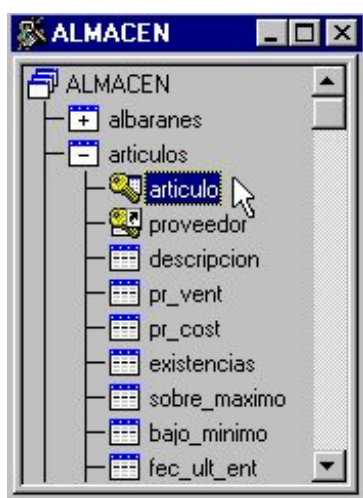 ALMACEN
ALMACEN
albaranes
articulos
articulo
proveedor
descripcion
pr_vent
pr_cost
existencias
sobre_maximo
bajo_minimo
fec_ult_ent